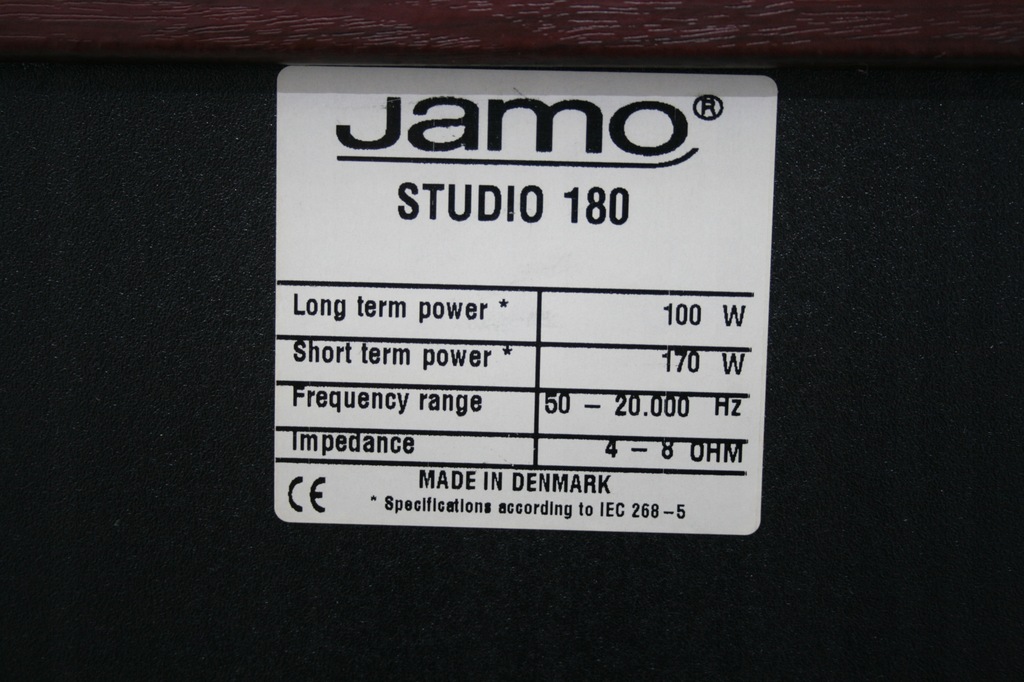 Jamo®
STUDIO 180
Long term power * 100 W
Short term power * 170 W
Frequency range 50 – 20.000 Hz
Impedance 4 – 8 OHM
MADE IN DENMARK
CE * Specifications according to IEC 268–5